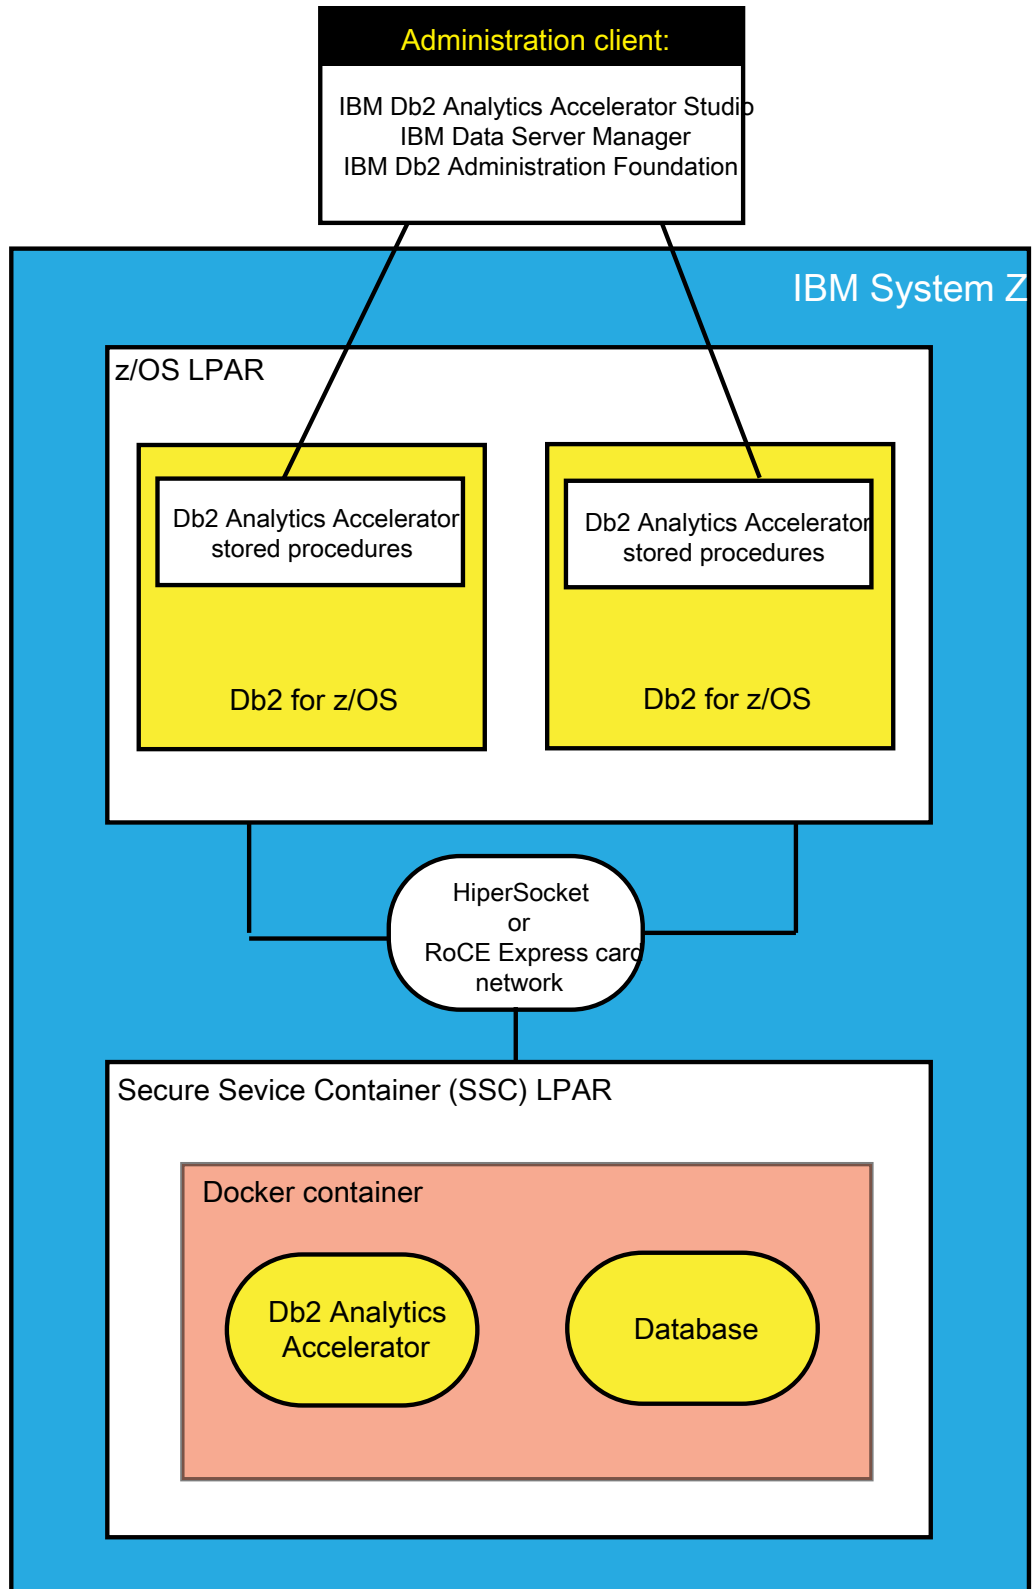 Administration client:
IBM Db2 Analytics Accelerator Studio
IBM Data Server Manager
IBM Db2 Administration Foundation
IBM System Z
z/OS LPAR
Db2 Analytics Accelerator
stored procedures
Db2 for z/OS
Db2 Analytics Accelerator
stored procedures
Db2 for z/OS
HiperSocket
or
RoCE Express card
network
Secure Sevice Container (SSC) LPAR
Docker container
Db2 Analytics
Accelerator
Database